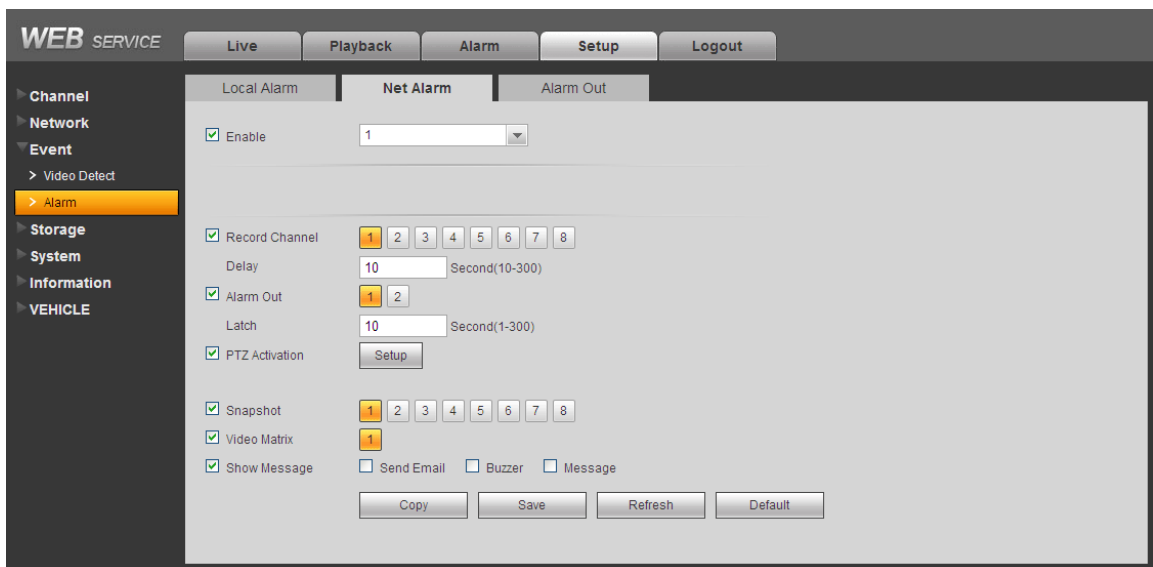 WEB SERVICE
Live Playback Alarm Setup Logout
Local Alarm Net Alarm Alarm Out
Channel
Network
Event
> Video Detect
> Alarm
Storage
System
Information
VEHICLE
Enable 1
Record Channel 1 2 3 4 5 6 7 8
Delay 10 Second(10-300)
Alarm Out 1 2
Latch 10 Second(1-300)
PTZ Activation Setup
Snapshot 1 2 3 4 5 6 7 8
Video Matrix 1
Show Message Send Email Buzzer Message
Copy Save Refresh Default